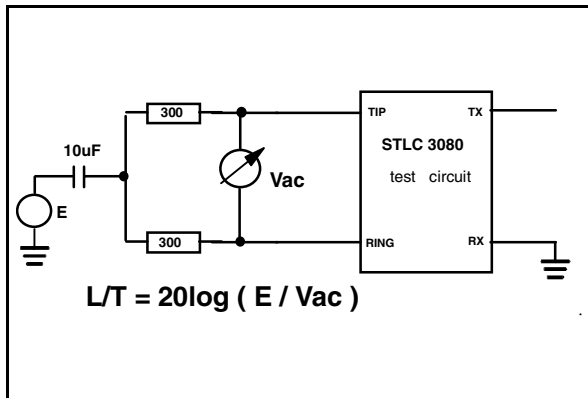 300
TIP
TX
10uF
STLC 3080
test circuit
Vac
E
300
RING
RX
L/T = 20log ( E / Vac )